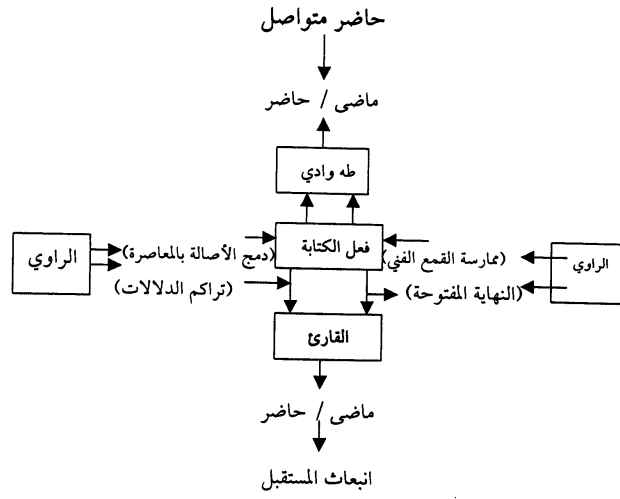 حاضر متواصل
ماضى / حاضر
طه وادي
فعل الكتابة
الراوي
(دمج الأصالة بالمعاصرة)
(ممارسة القمع الفني)
الراوي
(تراكم الدلالات)
(النهاية المفتوحة)
القارئ
ماضى / حاضر
انبعاث المستقبل